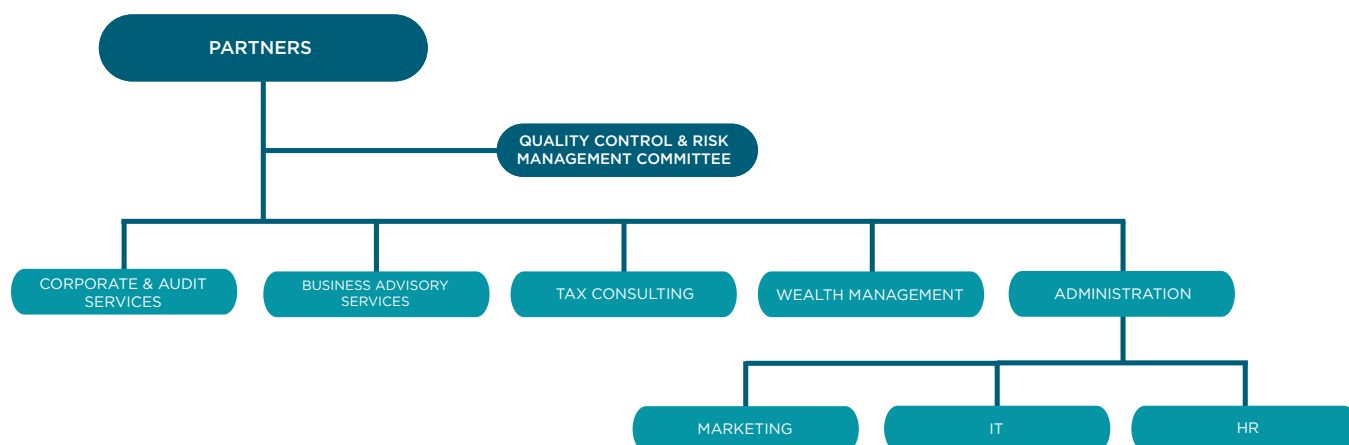 PARTNERS
QUALITY CONTROL & RISK
MANAGEMENT COMMITTEE
CORPORATE & AUDIT
SERVICES
BUSINESS ADVISORY
SERVICES
TAX CONSULTING
WEALTH MANAGEMENT
ADMINISTRATION
MARKETING
IT
HR